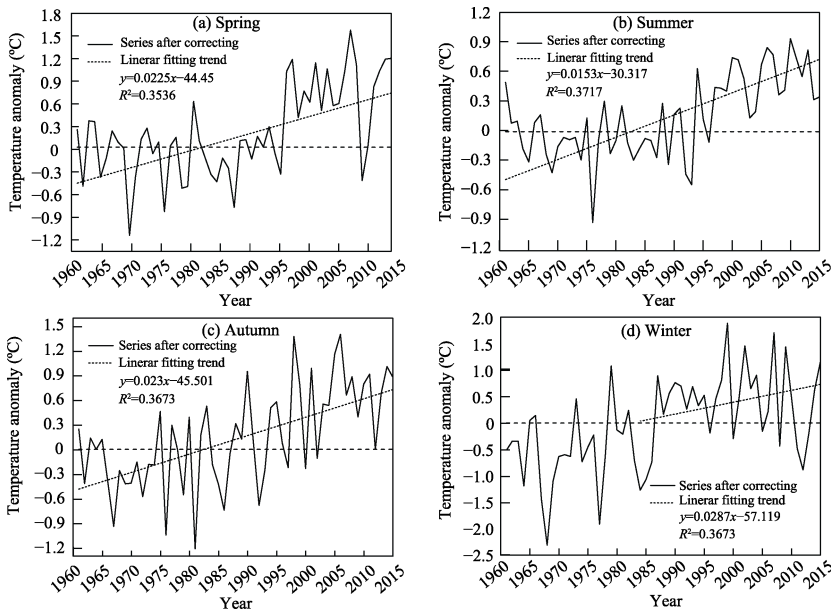 (a) Spring
Series after correcting
Linerar fitting trend
y=0.0225x−44.45
R²=0.3536
Temperature anomaly (ºC)
1.8
1.5
1.2
0.9
0.6
0.3
0
−0.3
−0.6
−0.9
−1.2
1960 1965 1970 1975 1980 1985 1990 1995 2000 2005 2010 2015
Year
(b) Summer
Series after correcting
Linerar fitting trend
y=0.0153x−30.317
R²=0.3717
Temperature anomaly (ºC)
1.2
0.9
0.6
0.3
0
−0.3
−0.6
−0.9
−1.2
1960 1965 1970 1975 1980 1985 1990 1995 2000 2005 2010 2015
Year
(c) Autumn
Series after correcting
Linerar fitting trend
y=0.023x−45.501
R²=0.3673
Temperature anomaly (ºC)
1.5
1.2
0.9
0.6
0.3
0
−0.3
−0.6
−0.9
−1.2
1960 1965 1970 1975 1980 1985 1990 1995 2000 2005 2010 2015
Year
(d) Winter
Series after correcting
Linerar fitting trend
y=0.0287x−57.119
R²=0.3673
Temperature anomaly (ºC)
2.0
1.5
1.0
0.5
0
−0.5
−1.0
−1.5
−2.0
−2.5
1960 1965 1970 1975 1980 1985 1990 1995 2000 2005 2010 2015
Year